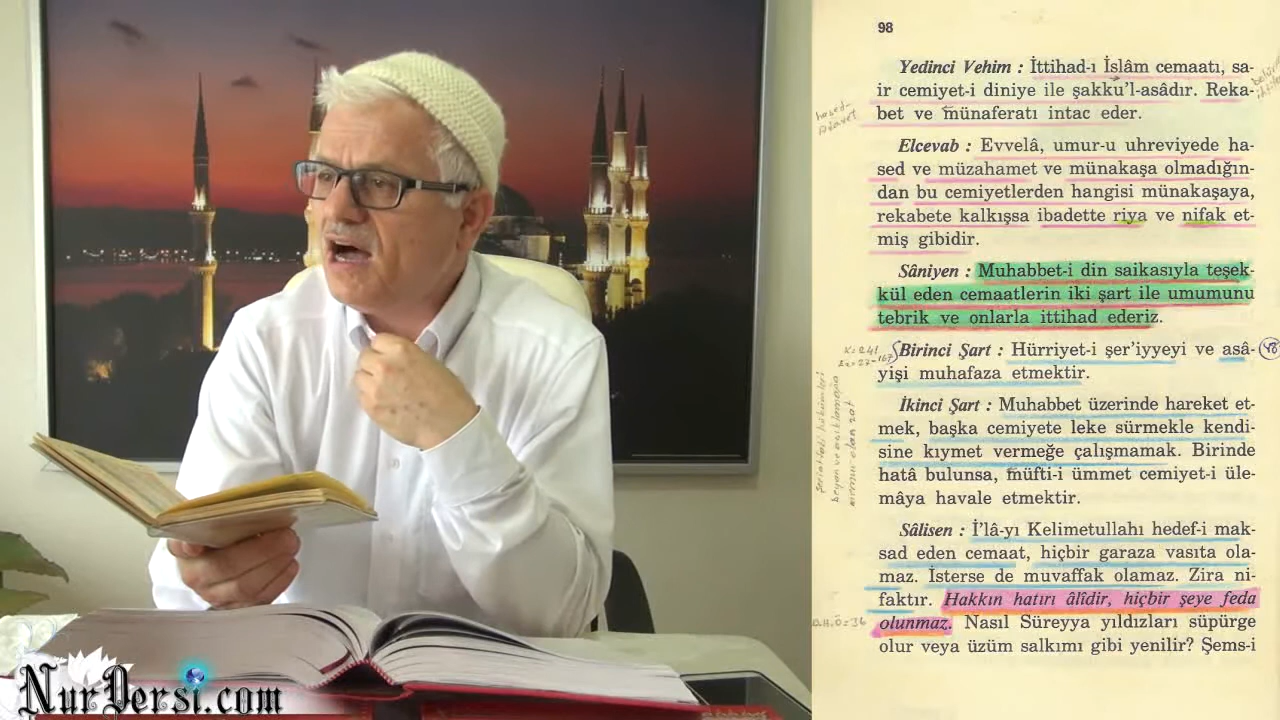 98
Yedinci Vehim : İttihad-ı İslâm cemaatı, sa-
ir cemiyet-i diniye ile şakku'l-asâdır. Reka-
bet ve münaferatı intac eder.
Elcevab : Evvelâ, umur-u uhreviyede ha-
sed ve müzahamet ve münakaşa olmadığın-
dan bu cemiyetlerden hangisi münakaşaya,
rekabete kalkışsa ibadette riya ve nifak et-
miş gibidir.
Sâniyen : Muhabbet-i din saikasıyla teşek-
kül eden cemaatlerin iki şart ile umumunu
tebrik ve onlarla ittihad ederiz.
Birinci Şart : Hürriyet-i şer'iyyeyi ve asâ-
yişi muhafaza etmektir.
İkinci Şart : Muhabbet üzerinde hareket et-
mek, başka cemiyete leke sürmekle kendi-
sine kıymet vermeğe çalışmamak. Birinde
hatâ bulunsa, müfti-i ümmet cemiyet-i üle-
mâya havale etmektir.
Sâlisen : İ'lâ-yı Kelimetullahı hedef-i mak-
sad eden cemaat, hiçbir garaza vasıta ola-
maz. İsterse de muvaffak olamaz. Zira ni-
faktır. Hakkın hatırı âlîdir, hiçbir şeye feda
olunmaz. Nasıl Süreyya yıldızları süpürge
olur veya üzüm salkımı gibi yenilir? Şems-i
NurDersi.com